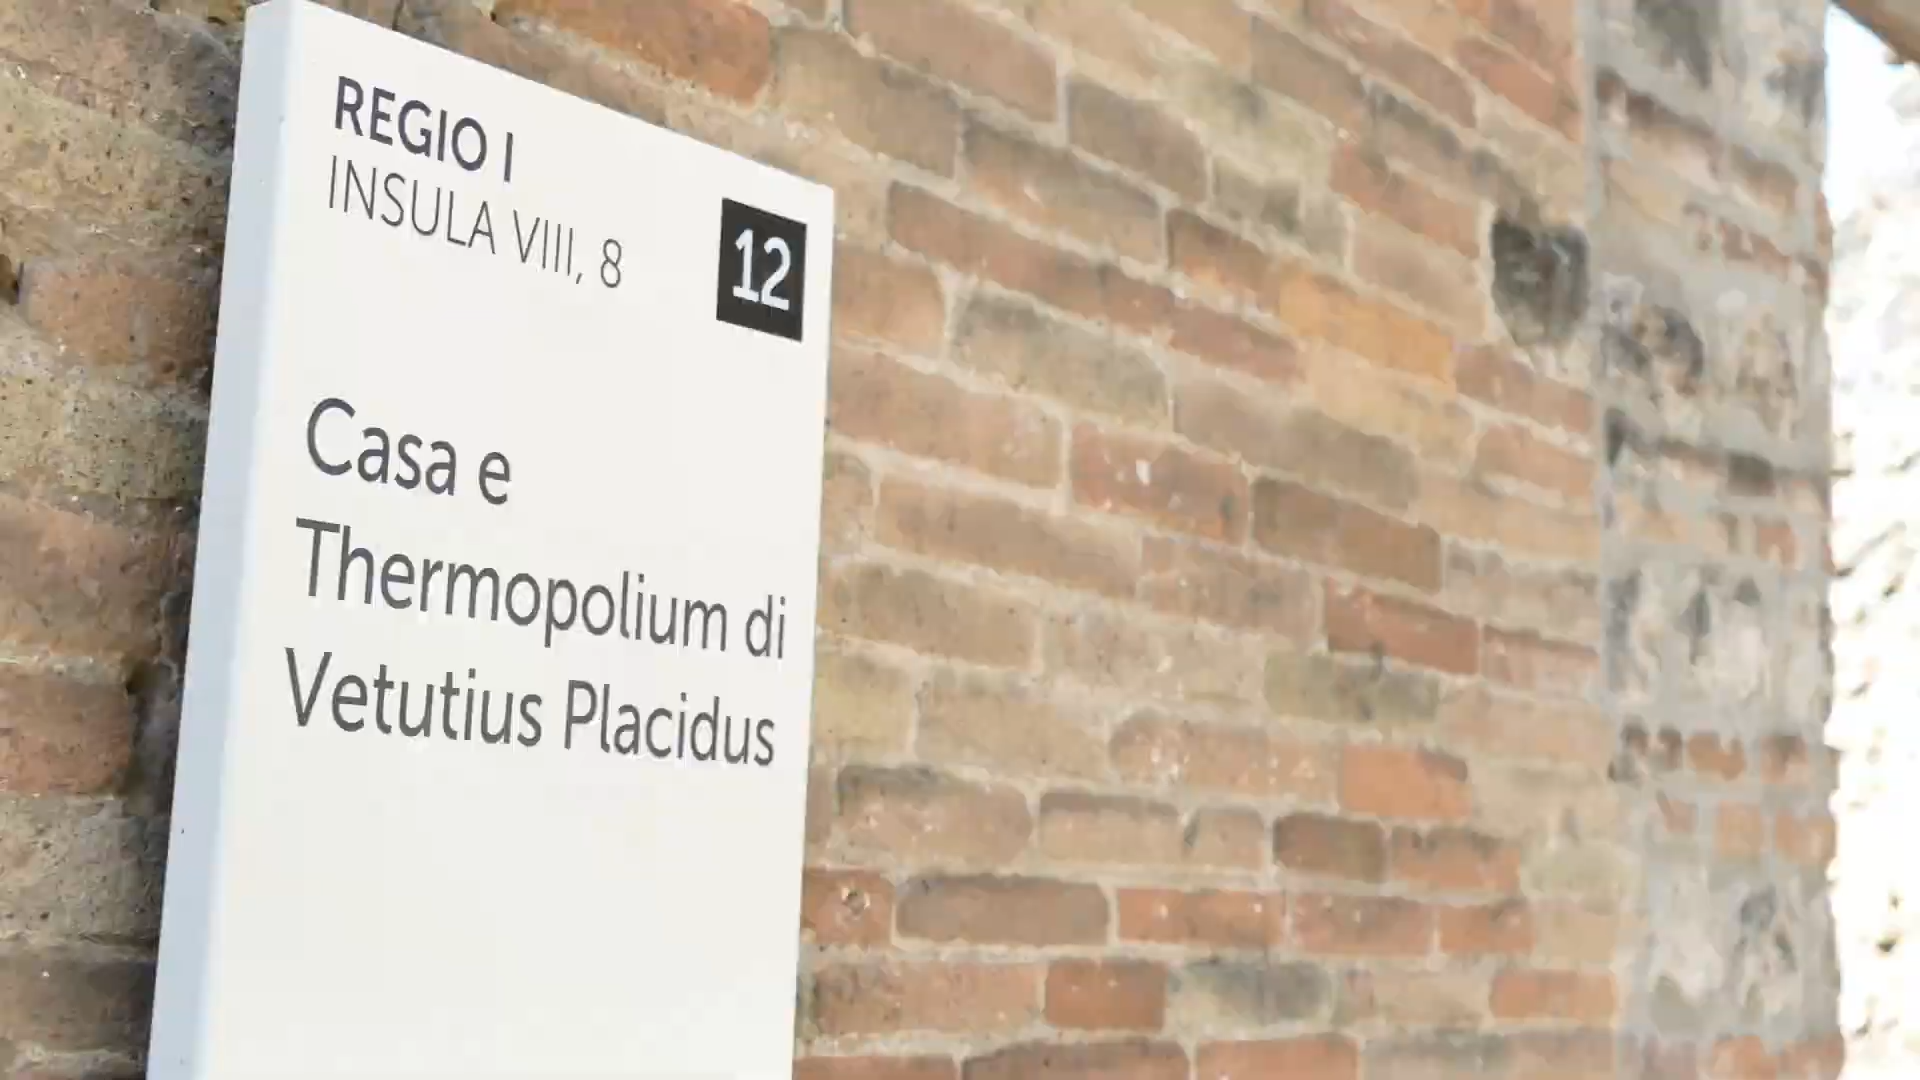 REGIO I
INSULA VIII, 8
12
Casa e
Thermopolium di
Vetutius Placidus